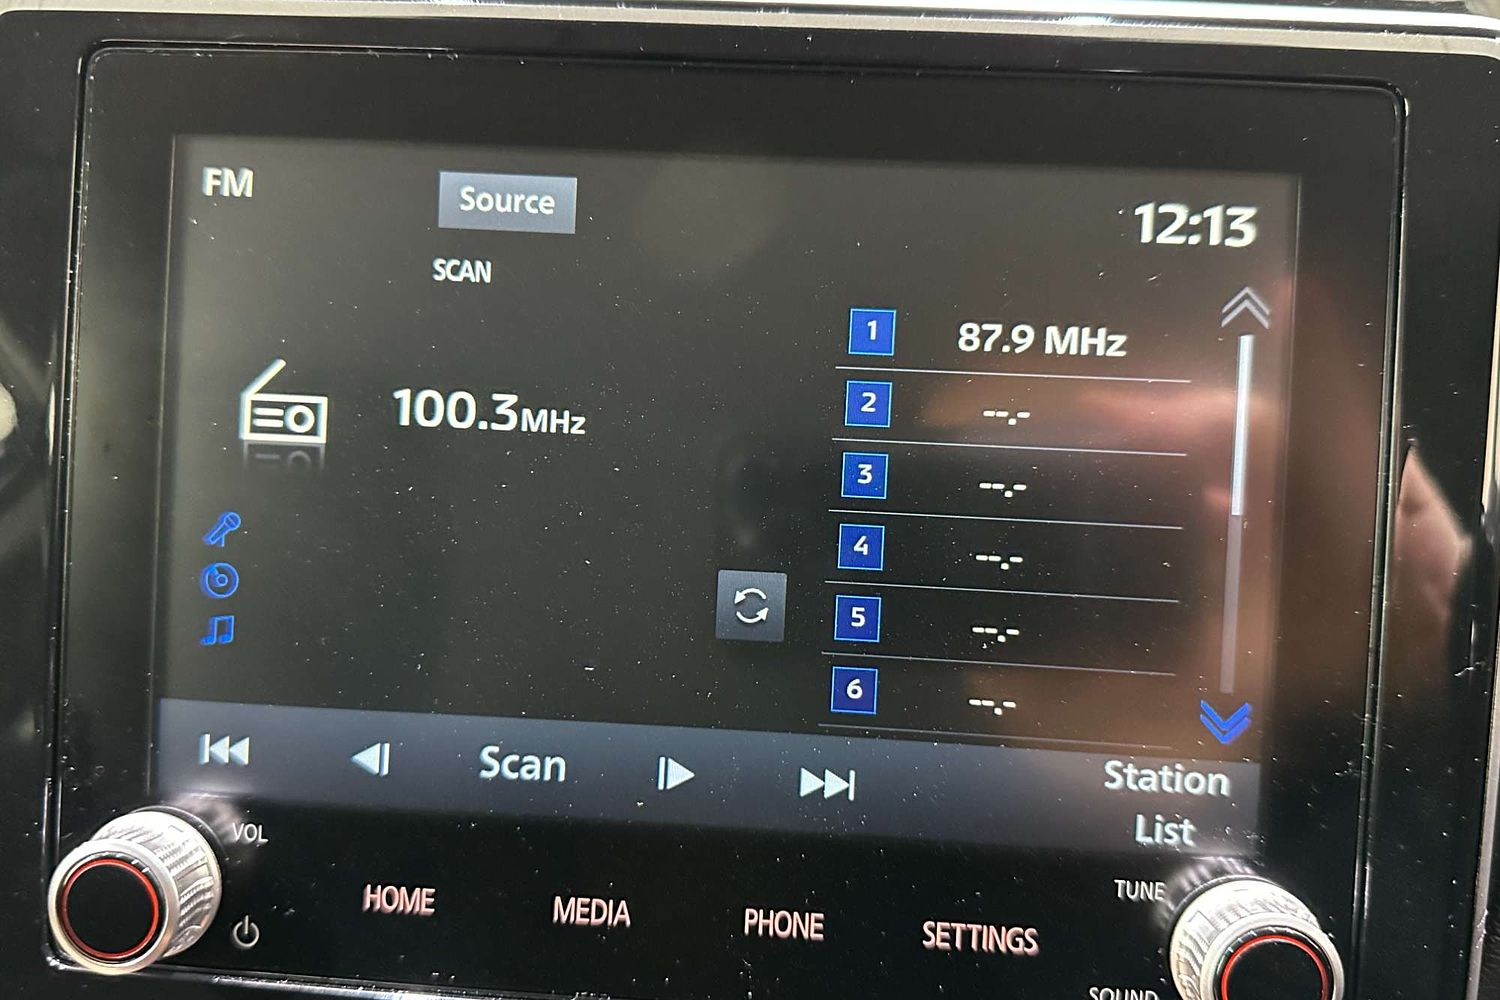 FM
Source
12:13
SCAN
100.3MHz
1 87.9 MHz
2 --.-
3 --.-
4 --.-
5 --.-
6 --.-
Scan
Station
List
VOL
HOME
MEDIA
PHONE
SETTINGS
TUNE
SOUND